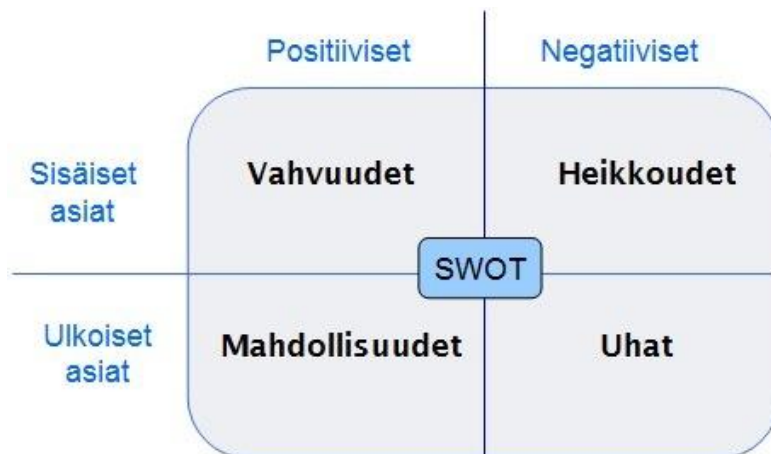 Positiiviset Negatiiviset
Sisäiset
asiat
Vahvuudet Heikkoudet
SWOT
Ulkoiset
asiat
Mahdollisuudet Uhat